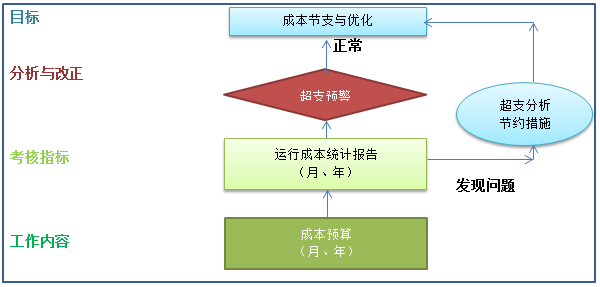 目标
成本节支与优化
正常
分析与改正
超支预警
超支分析
节约措施
考核指标
运行成本统计报告
（月、年）
发现问题
工作内容
成本预算
（月、年）